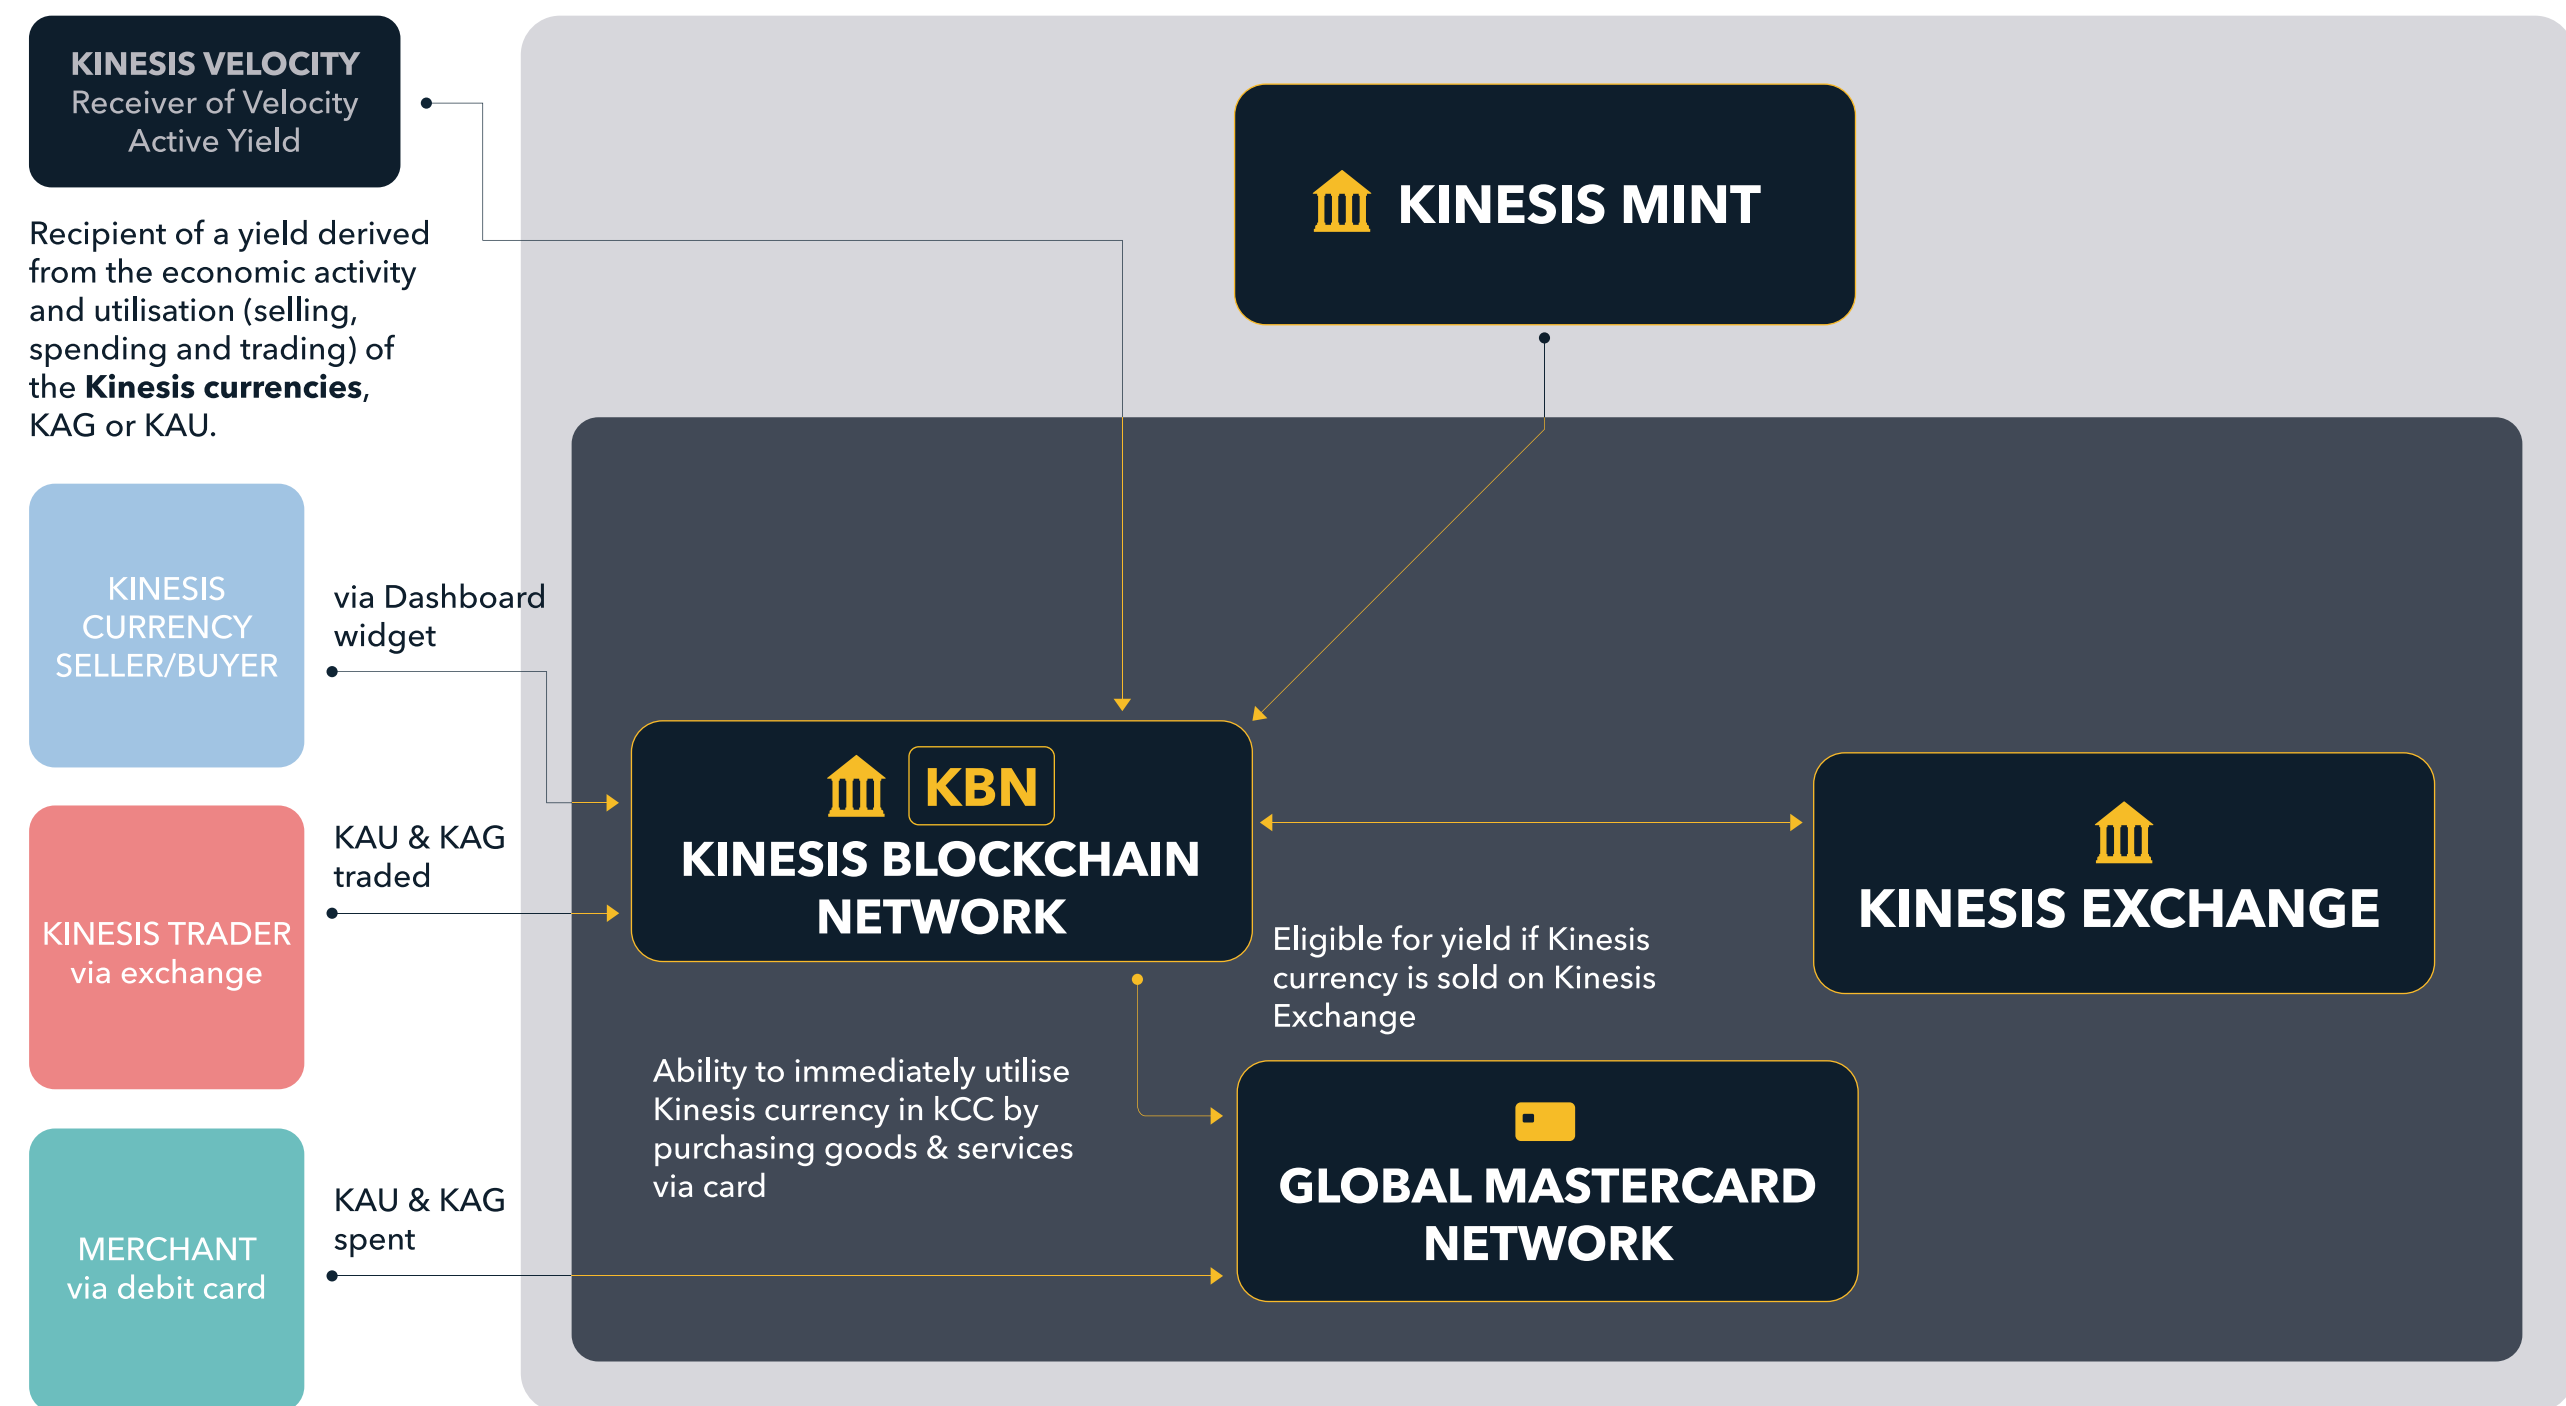 KINESIS VELOCITY
Receiver of Velocity
Active Yield
Recipient of a yield derived
from the economic activity
and utilisation (selling,
spending and trading) of
the Kinesis currencies,
KAG or KAU.
KINESIS MINT
KINESIS
CURRENCY
SELLER/BUYER
via Dashboard
widget
KINESIS TRADER
via exchange
KAU & KAG
traded
MERCHANT
via debit card
KAU & KAG
spent
KBN
KINESIS BLOCKCHAIN
NETWORK
KINESIS EXCHANGE
Eligible for yield if Kinesis
currency is sold on Kinesis
Exchange
Ability to immediately utilise
Kinesis currency in kCC by
purchasing goods & services
via card
GLOBAL MASTERCARD
NETWORK